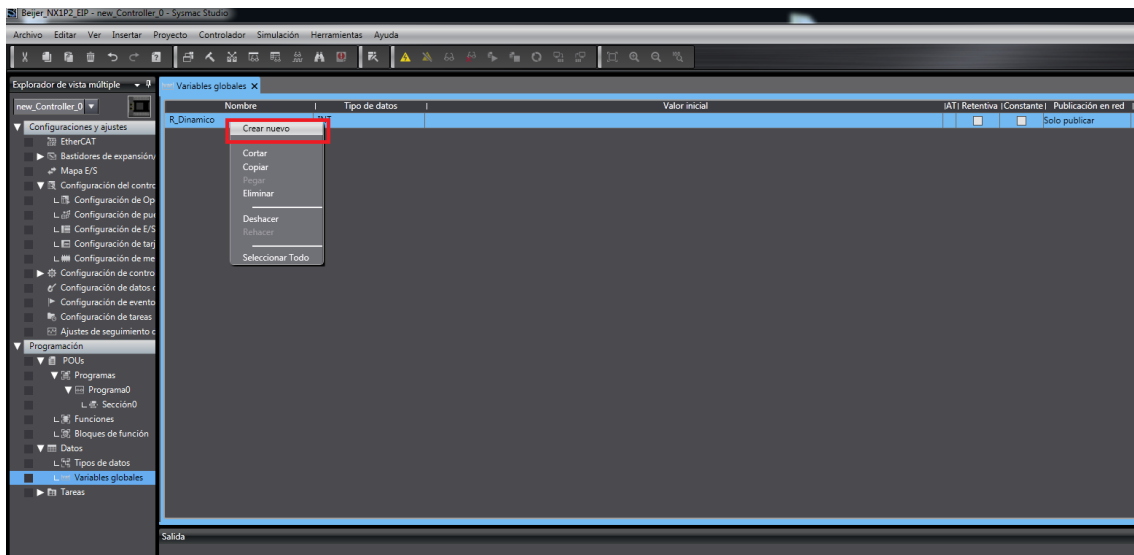 Beijer_NX1P2_EIP - new_Controller_0 - Sysmac Studio
Archivo Editar Ver Insertar Proyecto Controlador Simulación Herramientas Ayuda
Explorador de vista múltiple
Variables globales
new_Controller_0
Nombre Tipo de datos Valor inicial AT Retentiva Constante Publicación en red
R_Dinamico INT Solo publicar
Configuraciones y ajustes
EtherCAT
Bastidores de expansión/
Mapa E/S
Configuración del contro
Configuración de Op
Configuración de pue
Configuración de E/S
Configuración de tarj
Configuración de me
Configuración de contro
Configuración de datos c
Configuración de evento
Configuración de tareas
Ajustes de seguimiento c
Programación
POUs
Programas
Programa0
Sección0
Funciones
Bloques de función
Datos
Tipos de datos
Variables globales
Tareas
Crear nuevo
Cortar
Copiar
Pegar
Eliminar
Deshacer
Rehacer
Seleccionar Todo
Salida